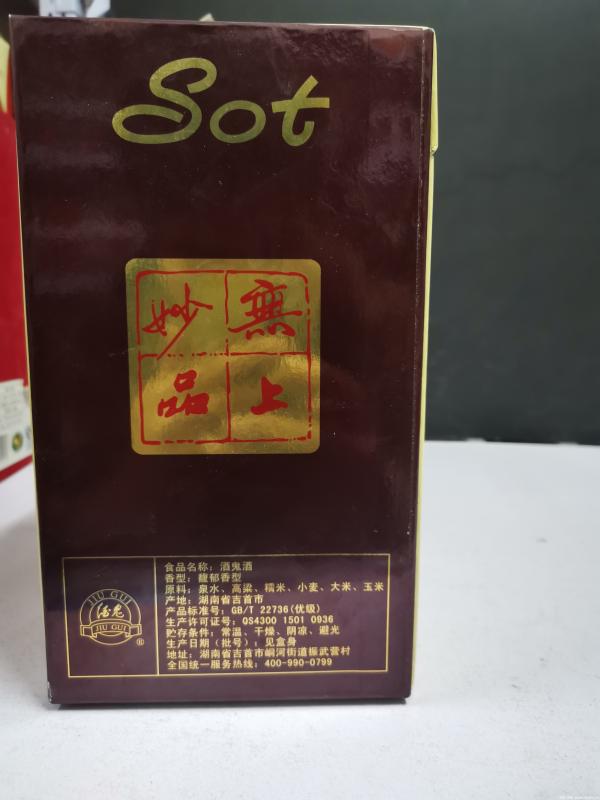 Sot
無上
妙品
JIU GUI
酒鬼
JIU GUI
®
食品名称：酒鬼酒
香型：馥郁香型
原料：泉水、高粱、糯米、小麦、大米、玉米
产地：湖南省吉首市
产品标准号：GB/T 22736(优级)
生产许可证号：QS4300 1501 0936
贮存条件：常温、干燥、阴凉、避光
生产日期（批号）：见盒身
地址：湖南省吉首市峒河街道振武营村
全国统一服务热线：400-990-0799